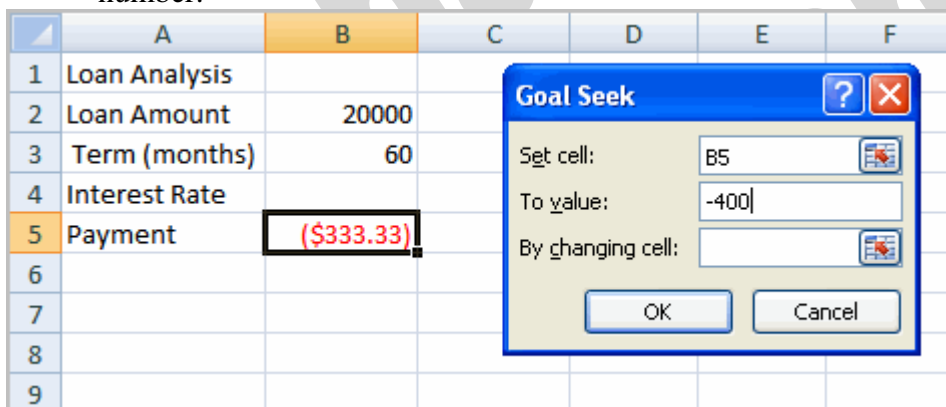 number.
A B C D E F
1 Loan Analysis
2 Loan Amount 20000
3 Term (months) 60
4 Interest Rate
5 Payment ($333.33)
6
7
8
9
Goal Seek
Set cell: B5
To value: -400
By changing cell:
OK Cancel